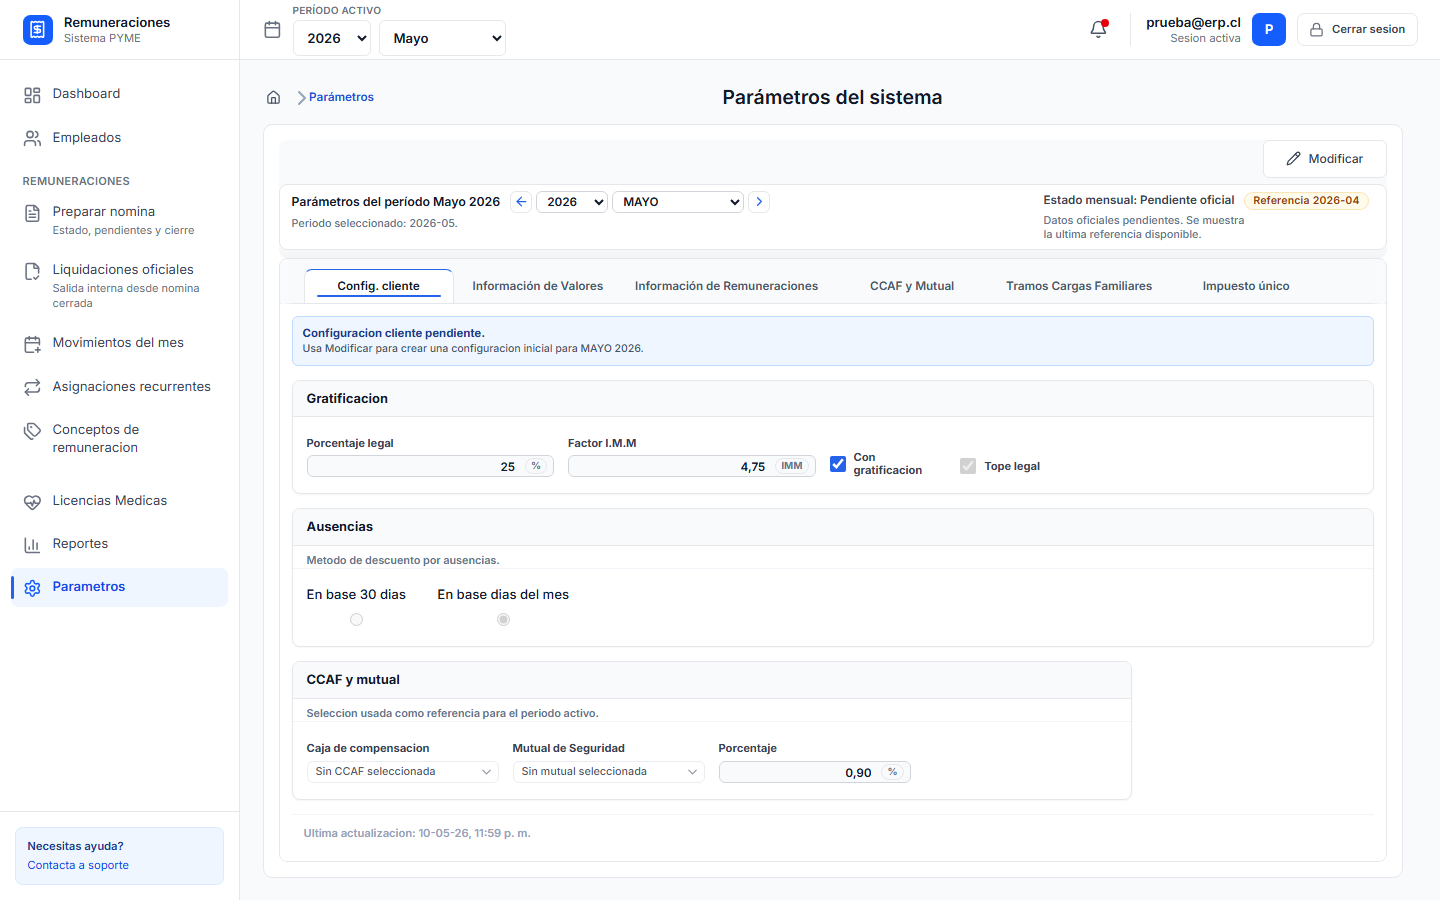 Remuneraciones
Sistema PYME
PERÍODO ACTIVO
2026
Mayo
prueba@erp.cl
Sesion activa
P
Cerrar sesion
Dashboard
Empleados
REMUNERACIONES
Preparar nomina
Estado, pendientes y cierre
Liquidaciones oficiales
Salida interna desde nomina
cerrada
Movimientos del mes
Asignaciones recurrentes
Conceptos de
remuneracion
Licencias Medicas
Reportes
Parametros
Necesitas ayuda?
Contacta a soporte
Parámetros
Parámetros del sistema
Modificar
Parámetros del período Mayo 2026
2026
MAYO
Periodo seleccionado: 2026-05.
Estado mensual: Pendiente oficial
Referencia 2026-04
Datos oficiales pendientes. Se muestra
la ultima referencia disponible.
Config. cliente
Información de Valores
Información de Remuneraciones
CCAF y Mutual
Tramos Cargas Familiares
Impuesto único
Configuracion cliente pendiente.
Usa Modificar para crear una configuracion inicial para MAYO 2026.
Gratificacion
Porcentaje legal
25 %
Factor I.M.M
4,75 IMM
Con
gratificacion
Tope legal
Ausencias
Metodo de descuento por ausencias.
En base 30 dias
En base dias del mes
CCAF y mutual
Seleccion usada como referencia para el periodo activo.
Caja de compensacion
Sin CCAF seleccionada
Mutual de Seguridad
Sin mutual seleccionada
Porcentaje
0,90 %
Ultima actualizacion: 10-05-26, 11:59 p. m.